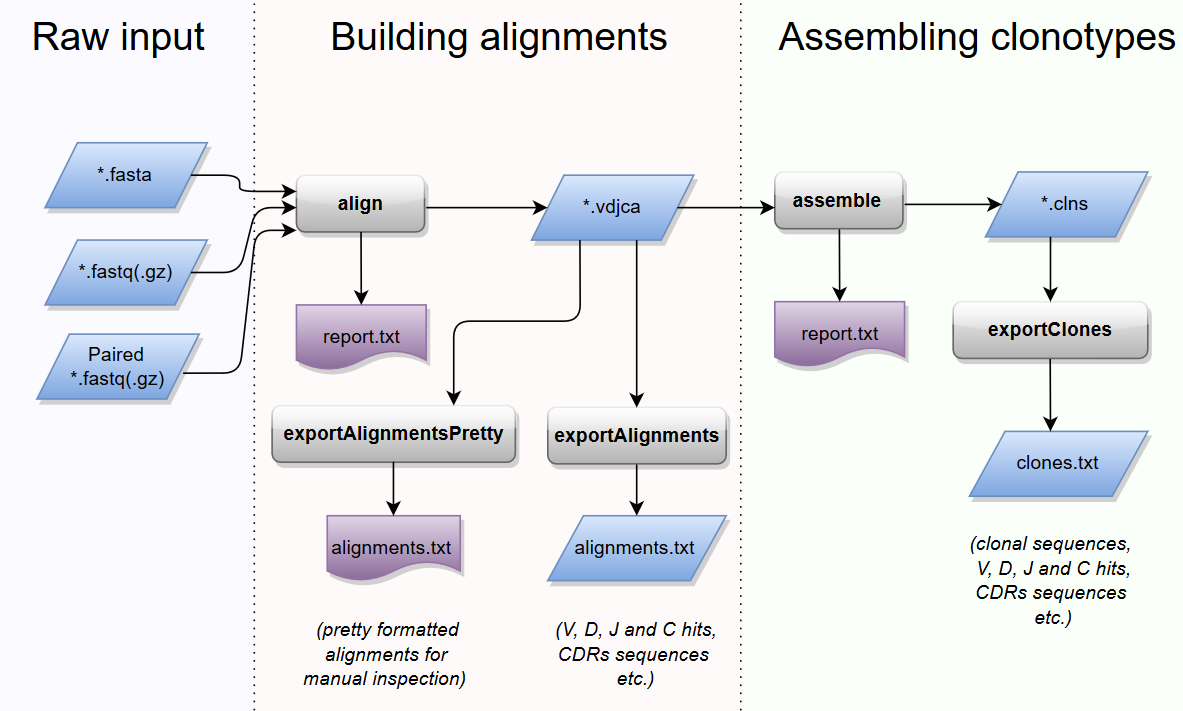 Raw input
Building alignments
Assembling clonotypes
*.fasta
*.fastq(.gz)
Paired
*.fastq(.gz)
align
report.txt
*.vdjca
exportAlignmentsPretty
exportAlignments
alignments.txt
alignments.txt
(pretty formatted
alignments for
manual inspection)
(V, D, J and C hits,
CDRs sequences
etc.)
assemble
report.txt
*.clns
exportClones
clones.txt
(clonal sequences,
V, D, J and C hits,
CDRs sequences
etc.)